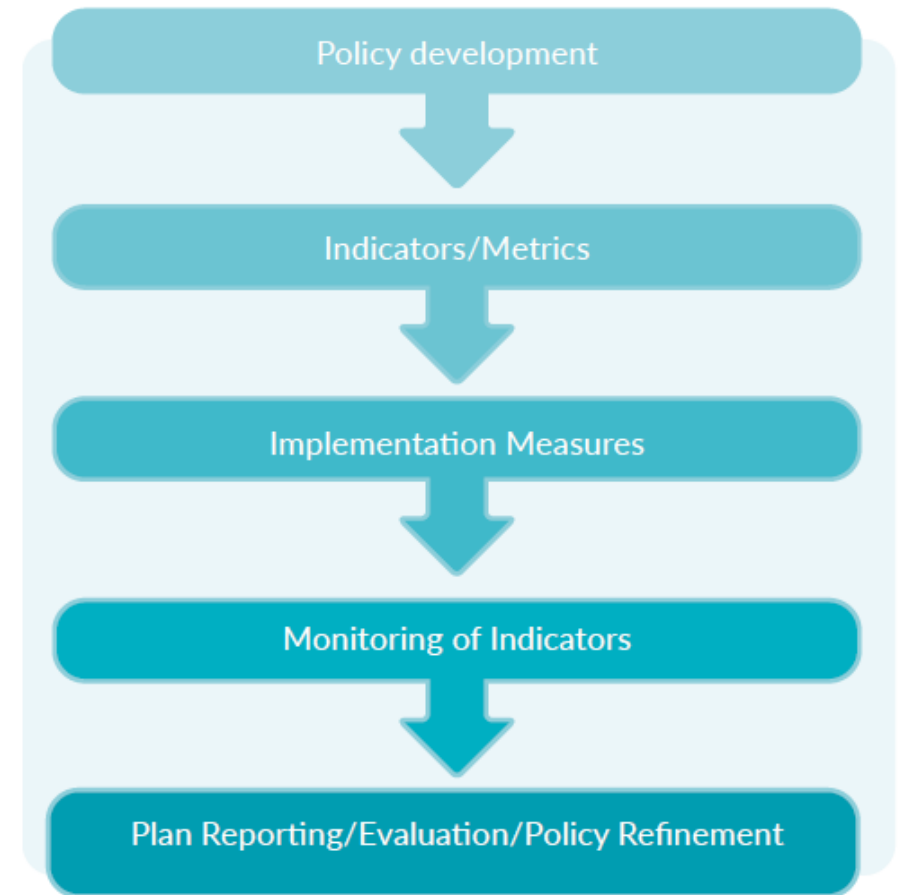 Policy development
Indicators/Metrics
Implementation Measures
Monitoring of Indicators
Plan Reporting/Evaluation/Policy Refinement